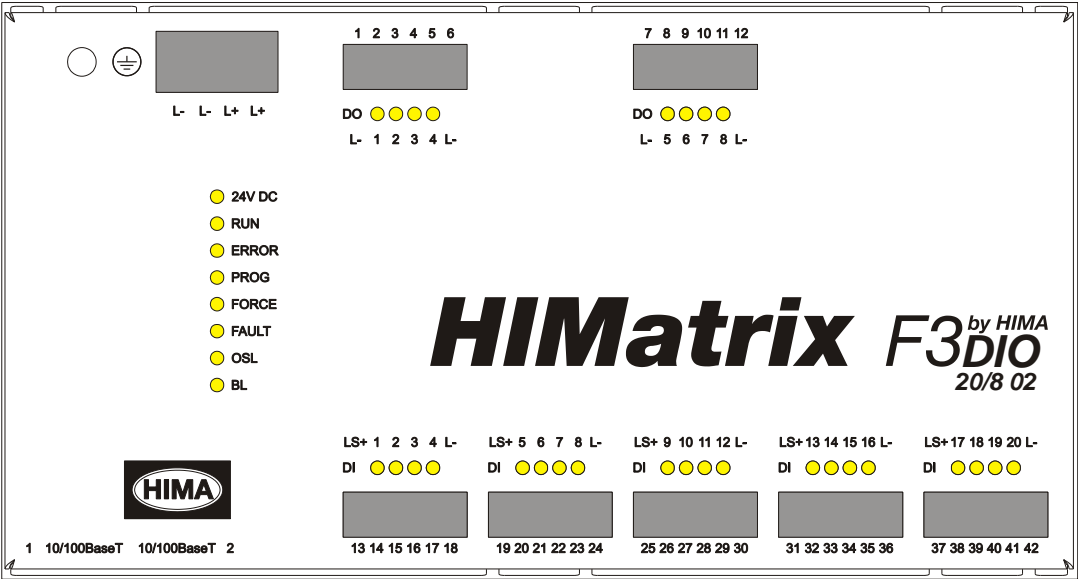 1 2 3 4 5 6
7 8 9 10 11 12
L- L- L+ L+
DO
L- 1 2 3 4 L-
DO
L- 5 6 7 8 L-
24V DC
RUN
ERROR
PROG
FORCE
FAULT
OSL
BL
HIMatrix F3 by HIMA
DIO
20/8 02
LS+ 1 2 3 4 L-
LS+ 5 6 7 8 L-
LS+ 9 10 11 12 L-
LS+ 13 14 15 16 L-
LS+ 17 18 19 20 L-
DI
DI
DI
DI
DI
HIMA
1 10/100BaseT 10/100BaseT 2
13 14 15 16 17 18
19 20 21 22 23 24
25 26 27 28 29 30
31 32 33 34 35 36
37 38 39 40 41 42